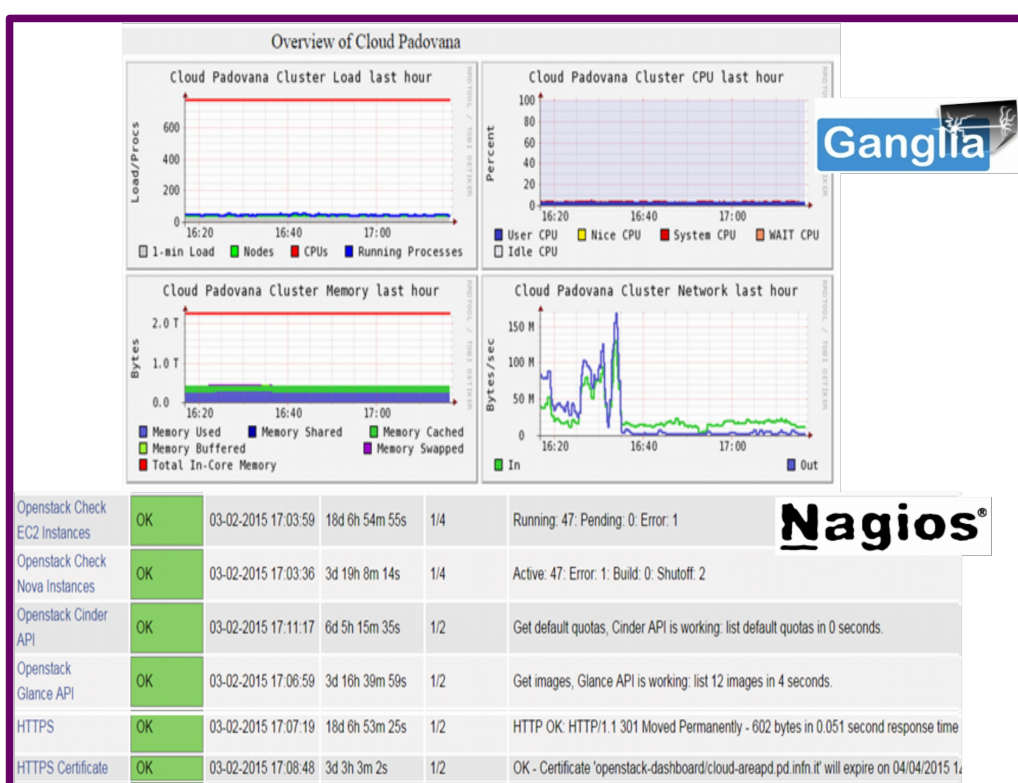 Overview of Cloud Padovana
Cloud Padovana Cluster Load last hour
RRDTOOL / TOBI OETIKER
Load/Procs
600
400
200
0
16:20 16:40 17:00
1-min Load Nodes CPUs Running Processes
Cloud Padovana Cluster CPU last hour
Percent
100
80
60
40
20
0
16:20 16:40 17:00
User CPU Nice CPU System CPU WAIT CPU
Idle CPU
Ganglia
Cloud Padovana Cluster Memory last hour
RRDTOOL / TOBI OETIKER
Bytes
2.0 T
1.0 T
0.0
16:20 16:40 17:00
Memory Used Memory Shared Memory Cached
Memory Buffered Memory Swapped
Total In-Core Memory
Cloud Padovana Cluster Network last hour
RRDTOOL / TOBI OETIKER
Bytes/sec
150 M
100 M
50 M
0
16:20 16:40 17:00
In Out
Nagios®
Openstack Check
EC2 Instances
OK 03-02-2015 17:03:59 18d 6h 54m 55s 1/4 Running: 47: Pending: 0: Error: 1
Openstack Check
Nova Instances
OK 03-02-2015 17:03:36 3d 19h 8m 14s 1/4 Active: 47: Error: 1: Build: 0: Shutoff: 2
Openstack Cinder
API
OK 03-02-2015 17:11:17 6d 5h 15m 35s 1/2 Get default quotas, Cinder API is working: list default quotas in 0 seconds.
Openstack
Glance API
OK 03-02-2015 17:06:59 3d 16h 39m 59s 1/2 Get images, Glance API is working: list 12 images in 4 seconds.
HTTPS OK 03-02-2015 17:07:19 18d 6h 53m 25s 1/2 HTTP OK: HTTP/1.1 301 Moved Permanently - 602 bytes in 0.051 second response time
HTTPS Certificate OK 03-02-2015 17:08:48 3d 3h 3m 2s 1/2 OK - Certificate 'openstack-dashboard/cloud-areapd.pd.infn.it' will expire on 04/04/2015